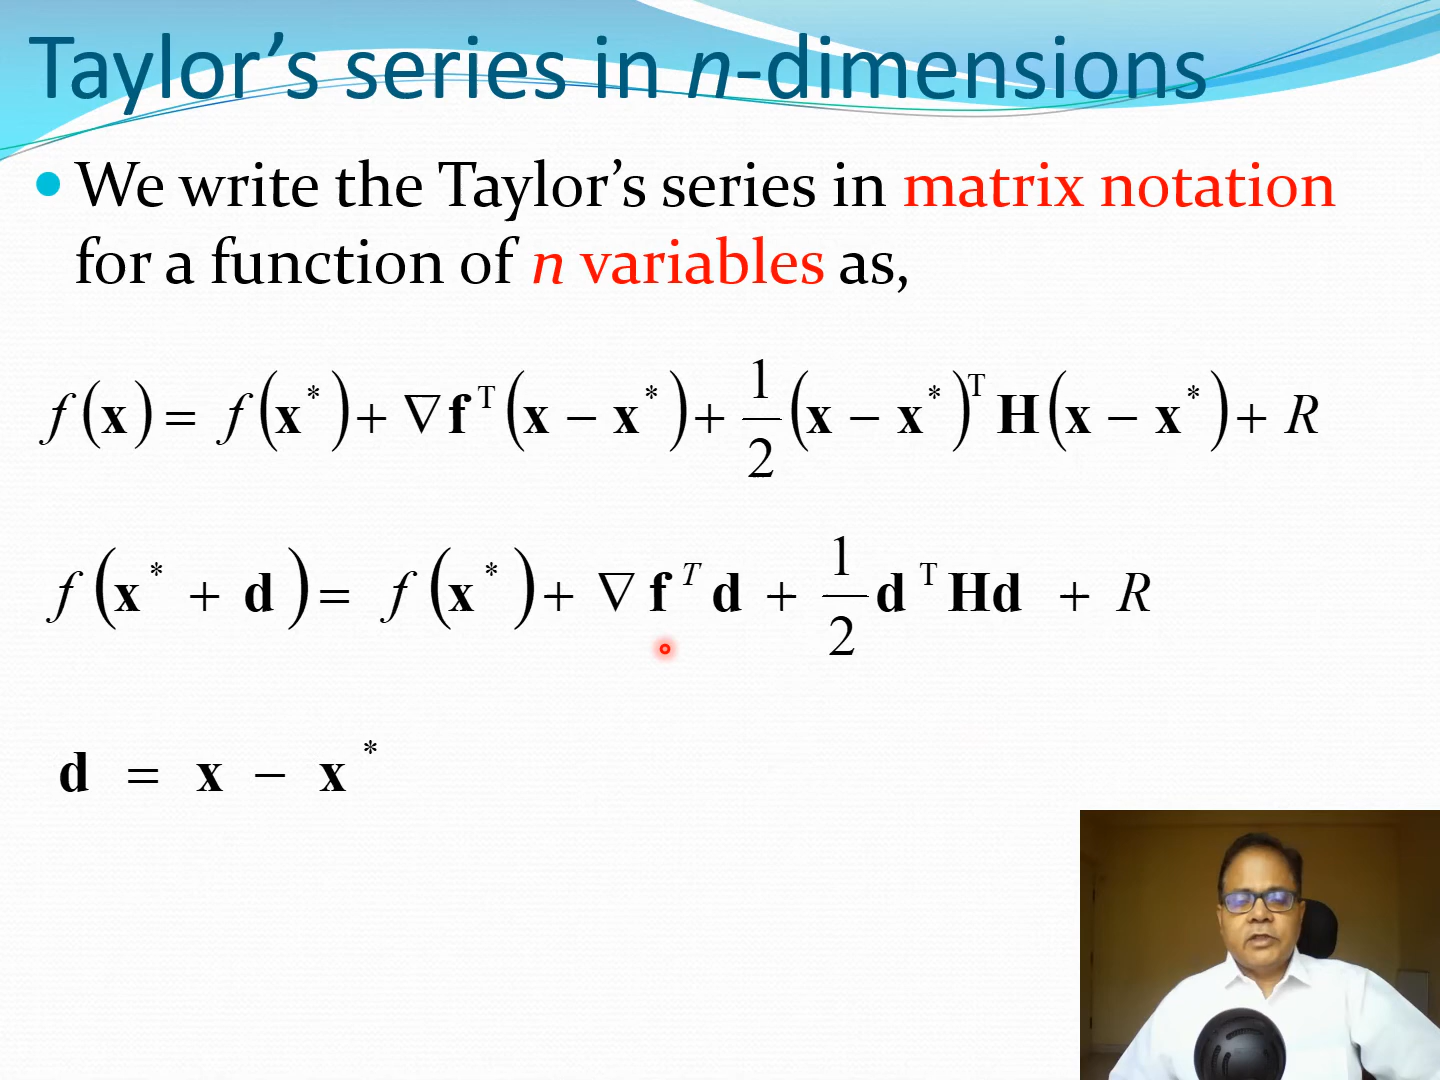 Taylor’s series in n-dimensions
• We write the Taylor’s series in matrix notation
for a function of n variables as,
f(x) = f(x*) + ∇f^T(x − x*) + 1/2 (x − x*)^T H(x − x*) + R
f(x* + d) = f(x*) + ∇f^T d + 1/2 d^T Hd + R
d = x − x*